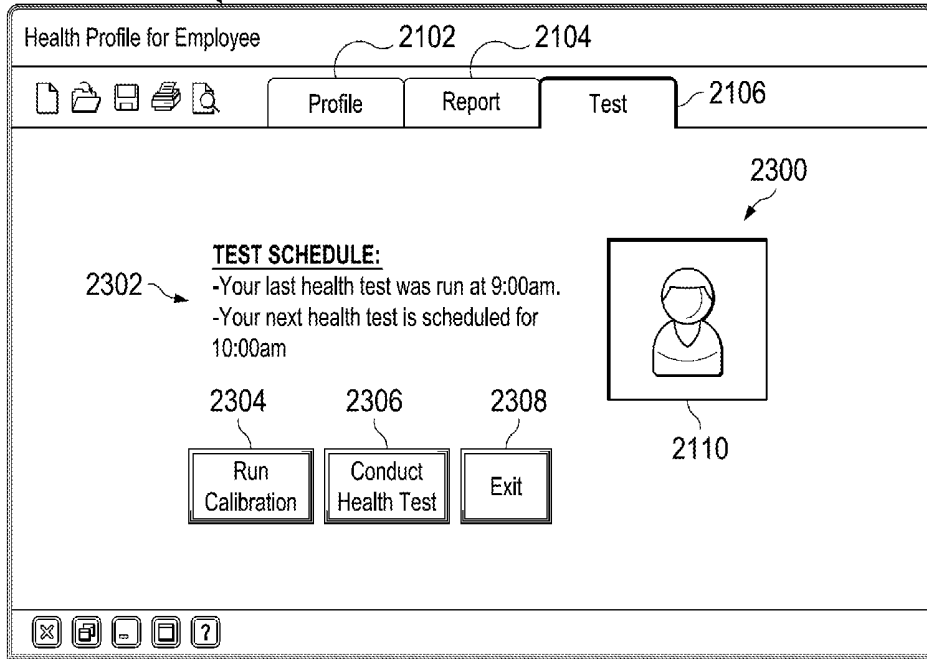 Health Profile for Employee
2102
2104
Profile
Report
Test
2106
2300
TEST SCHEDULE:
2302
-Your last health test was run at 9:00am.
-Your next health test is scheduled for
10:00am
2304
2306
2308
2110
Run
Calibration
Conduct
Health Test
Exit
?